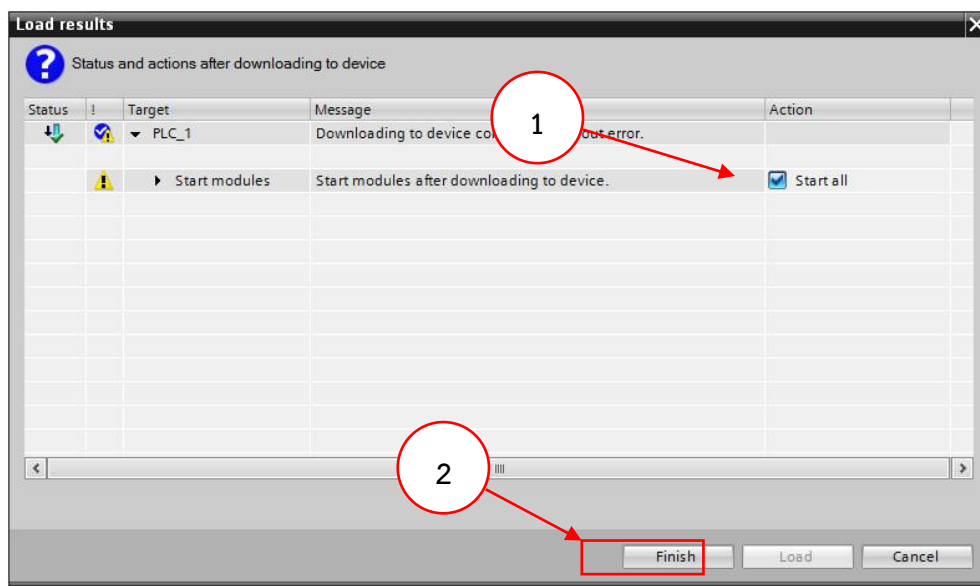 Load results
Status and actions after downloading to device
Status ! Target Message Action
PLC_1 Downloading to device out error.
1
Start modules Start modules after downloading to device. Start all
2
Finish Load Cancel